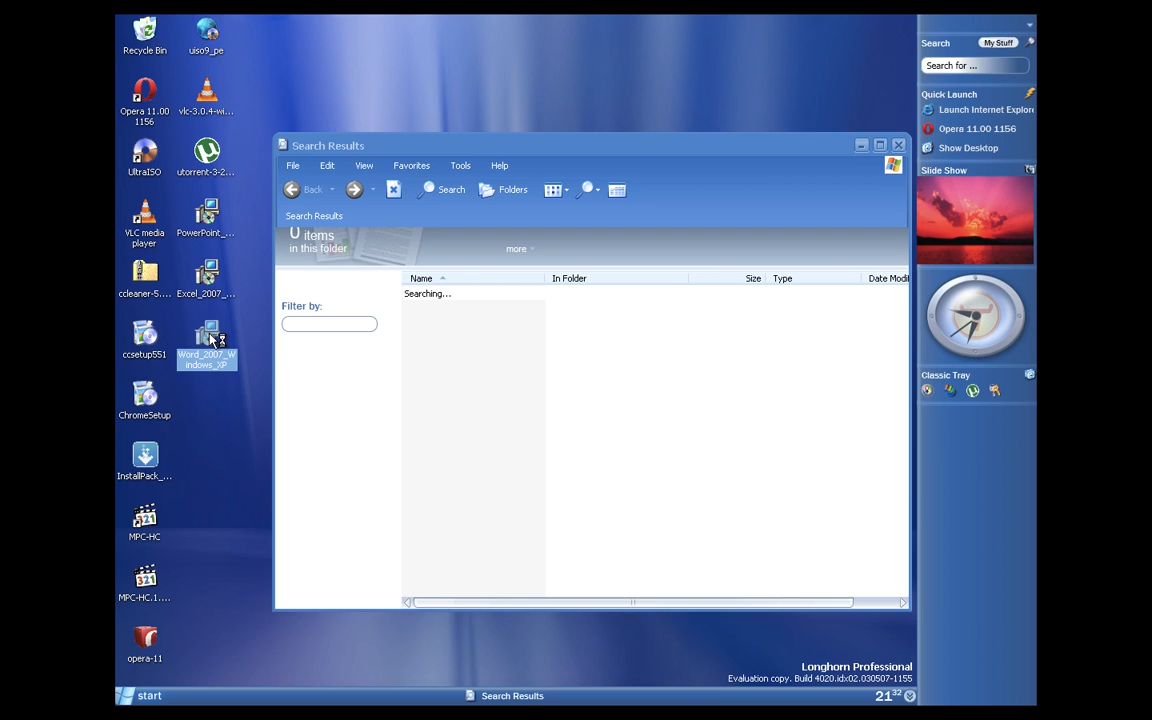 Recycle Bin
uiso9_pe
Opera 11.00
1156
vlc-3.0.4-wi...
UltraISO
utorrent-3-2...
VLC media
player
PowerPoint_...
ccleaner-5....
Excel_2007_...
ccsetup551
Word_2007_W
indows_XP
ChromeSetup
InstallPack_...
MPC-HC
MPC-HC.1....
opera-11
Search Results
File Edit View Favorites Tools Help
Back Search Folders
Search Results
0 items
in this folder
more
Name In Folder Size Type Date Modif
Searching...
Filter by:
Search My Stuff
Search for ...
Quick Launch
Launch Internet Explore
Opera 11.00 1156
Show Desktop
Slide Show
Classic Tray
Longhorn Professional
Evaluation copy. Build 4020.idx02.030507-1155
start
Search Results
21 32